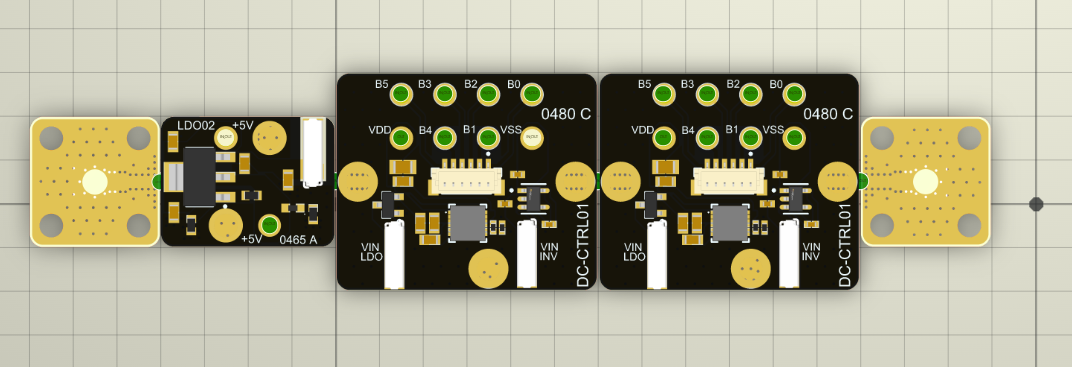 LDO02 +5V
+5V 0465 A
B5 B3 B2 B0
0480 C
VDD B4 B1 VSS
VIN
LDO
VIN
INV
DC-CTRL01
B5 B3 B2 B0
0480 C
VDD B4 B1 VSS
VIN
LDO
VIN
INV
DC-CTRL01